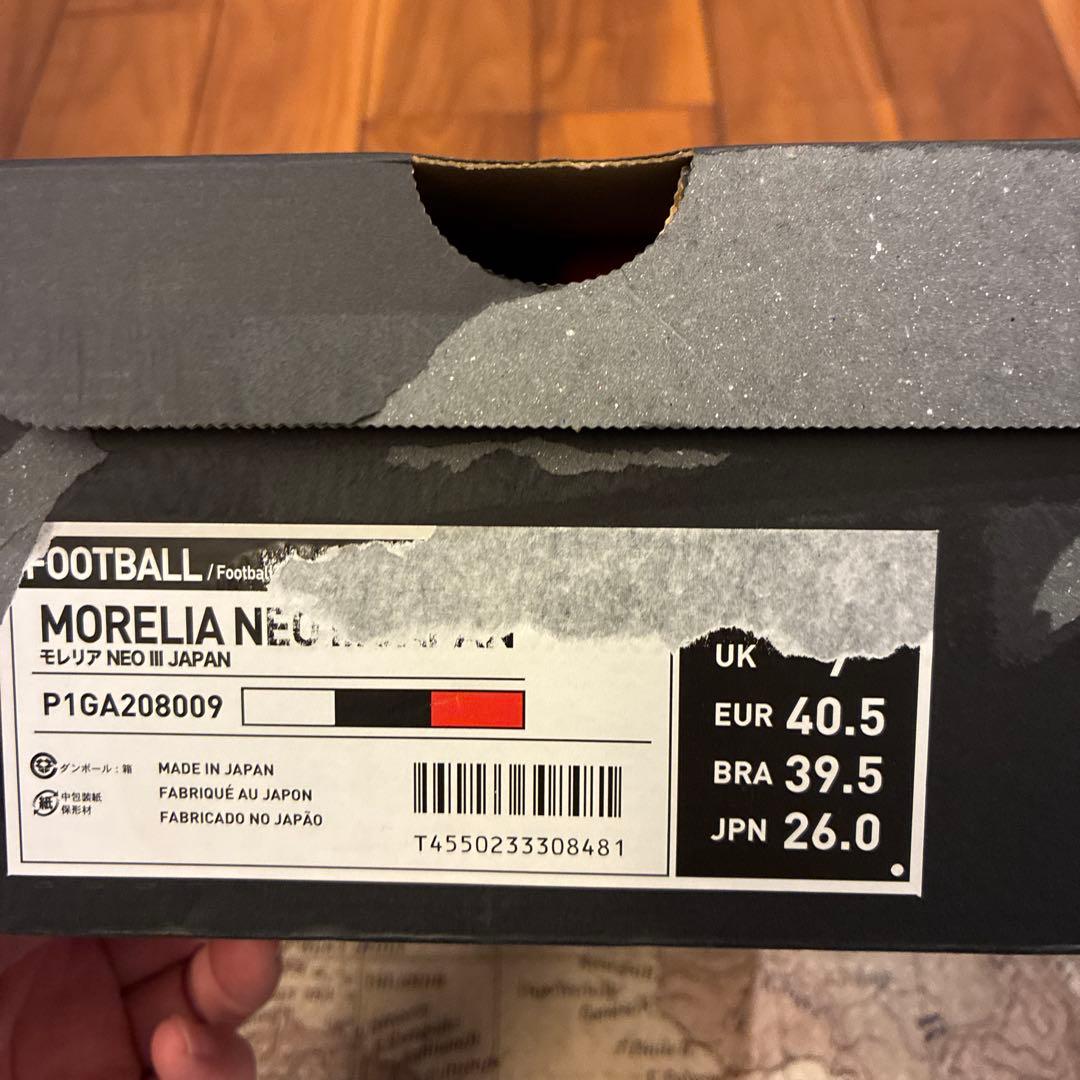 FOOTBALL / Football
MORELIA NEO
モレリア NEO III JAPAN
P1GA208009
ダンボール : 箱
紙 中包装紙
保形材
MADE IN JAPAN
FABRIQUÉ AU JAPON
FABRICADO NO JAPÃO
T4550233308481
UK
EUR 40.5
BRA 39.5
JPN 26.0